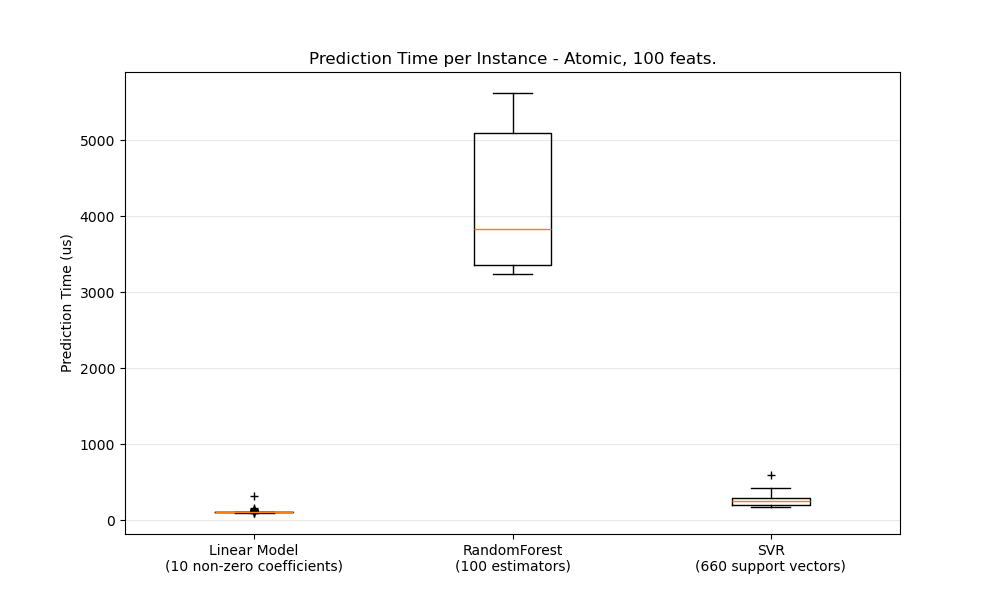 Prediction Time per Instance - Atomic, 100 feats.
Prediction Time (us)
5000
4000
3000
2000
1000
0
Linear Model
(10 non-zero coefficients)
RandomForest
(100 estimators)
SVR
(660 support vectors)